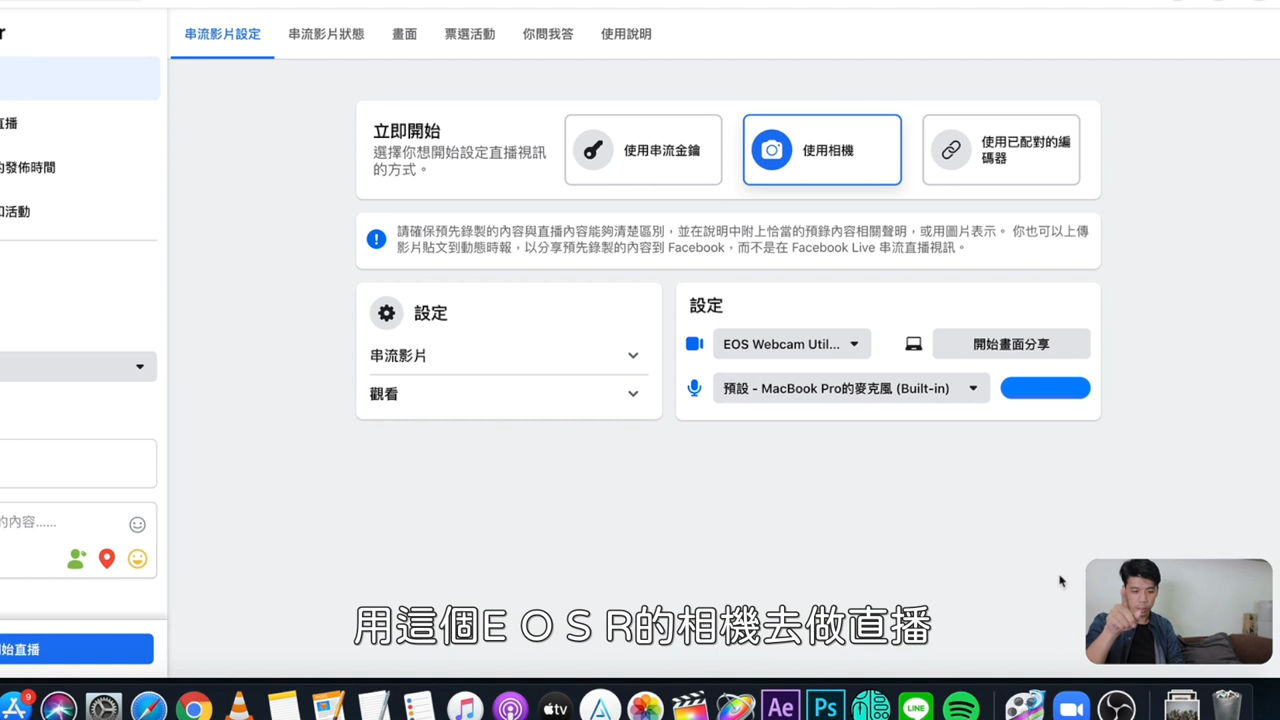 r
串流影片設定 串流影片狀態 畫面 票選活動 你問我答 使用說明
直播
的發佈時間
和活動
立即開始
選擇你想開始設定直播視訊
的方式。
使用串流金鑰
使用相機
使用已配對的編
碼器
請確保預先錄製的內容與直播內容能夠清楚區別，並在說明中附上恰當的預錄內容相關聲明，或用圖片表示。 你也可以上傳
影片貼文到動態時報，以分享預先錄製的內容到 Facebook，而不是在 Facebook Live 串流直播視訊。
設定
串流影片
觀看
設定
EOS Webcam Util...
開始畫面分享
預設 - MacBook Pro的麥克風 (Built-in)
的內容......
開始直播
用這個EOSR的相機去做直播
9
tv
Ae
Ps
LINE